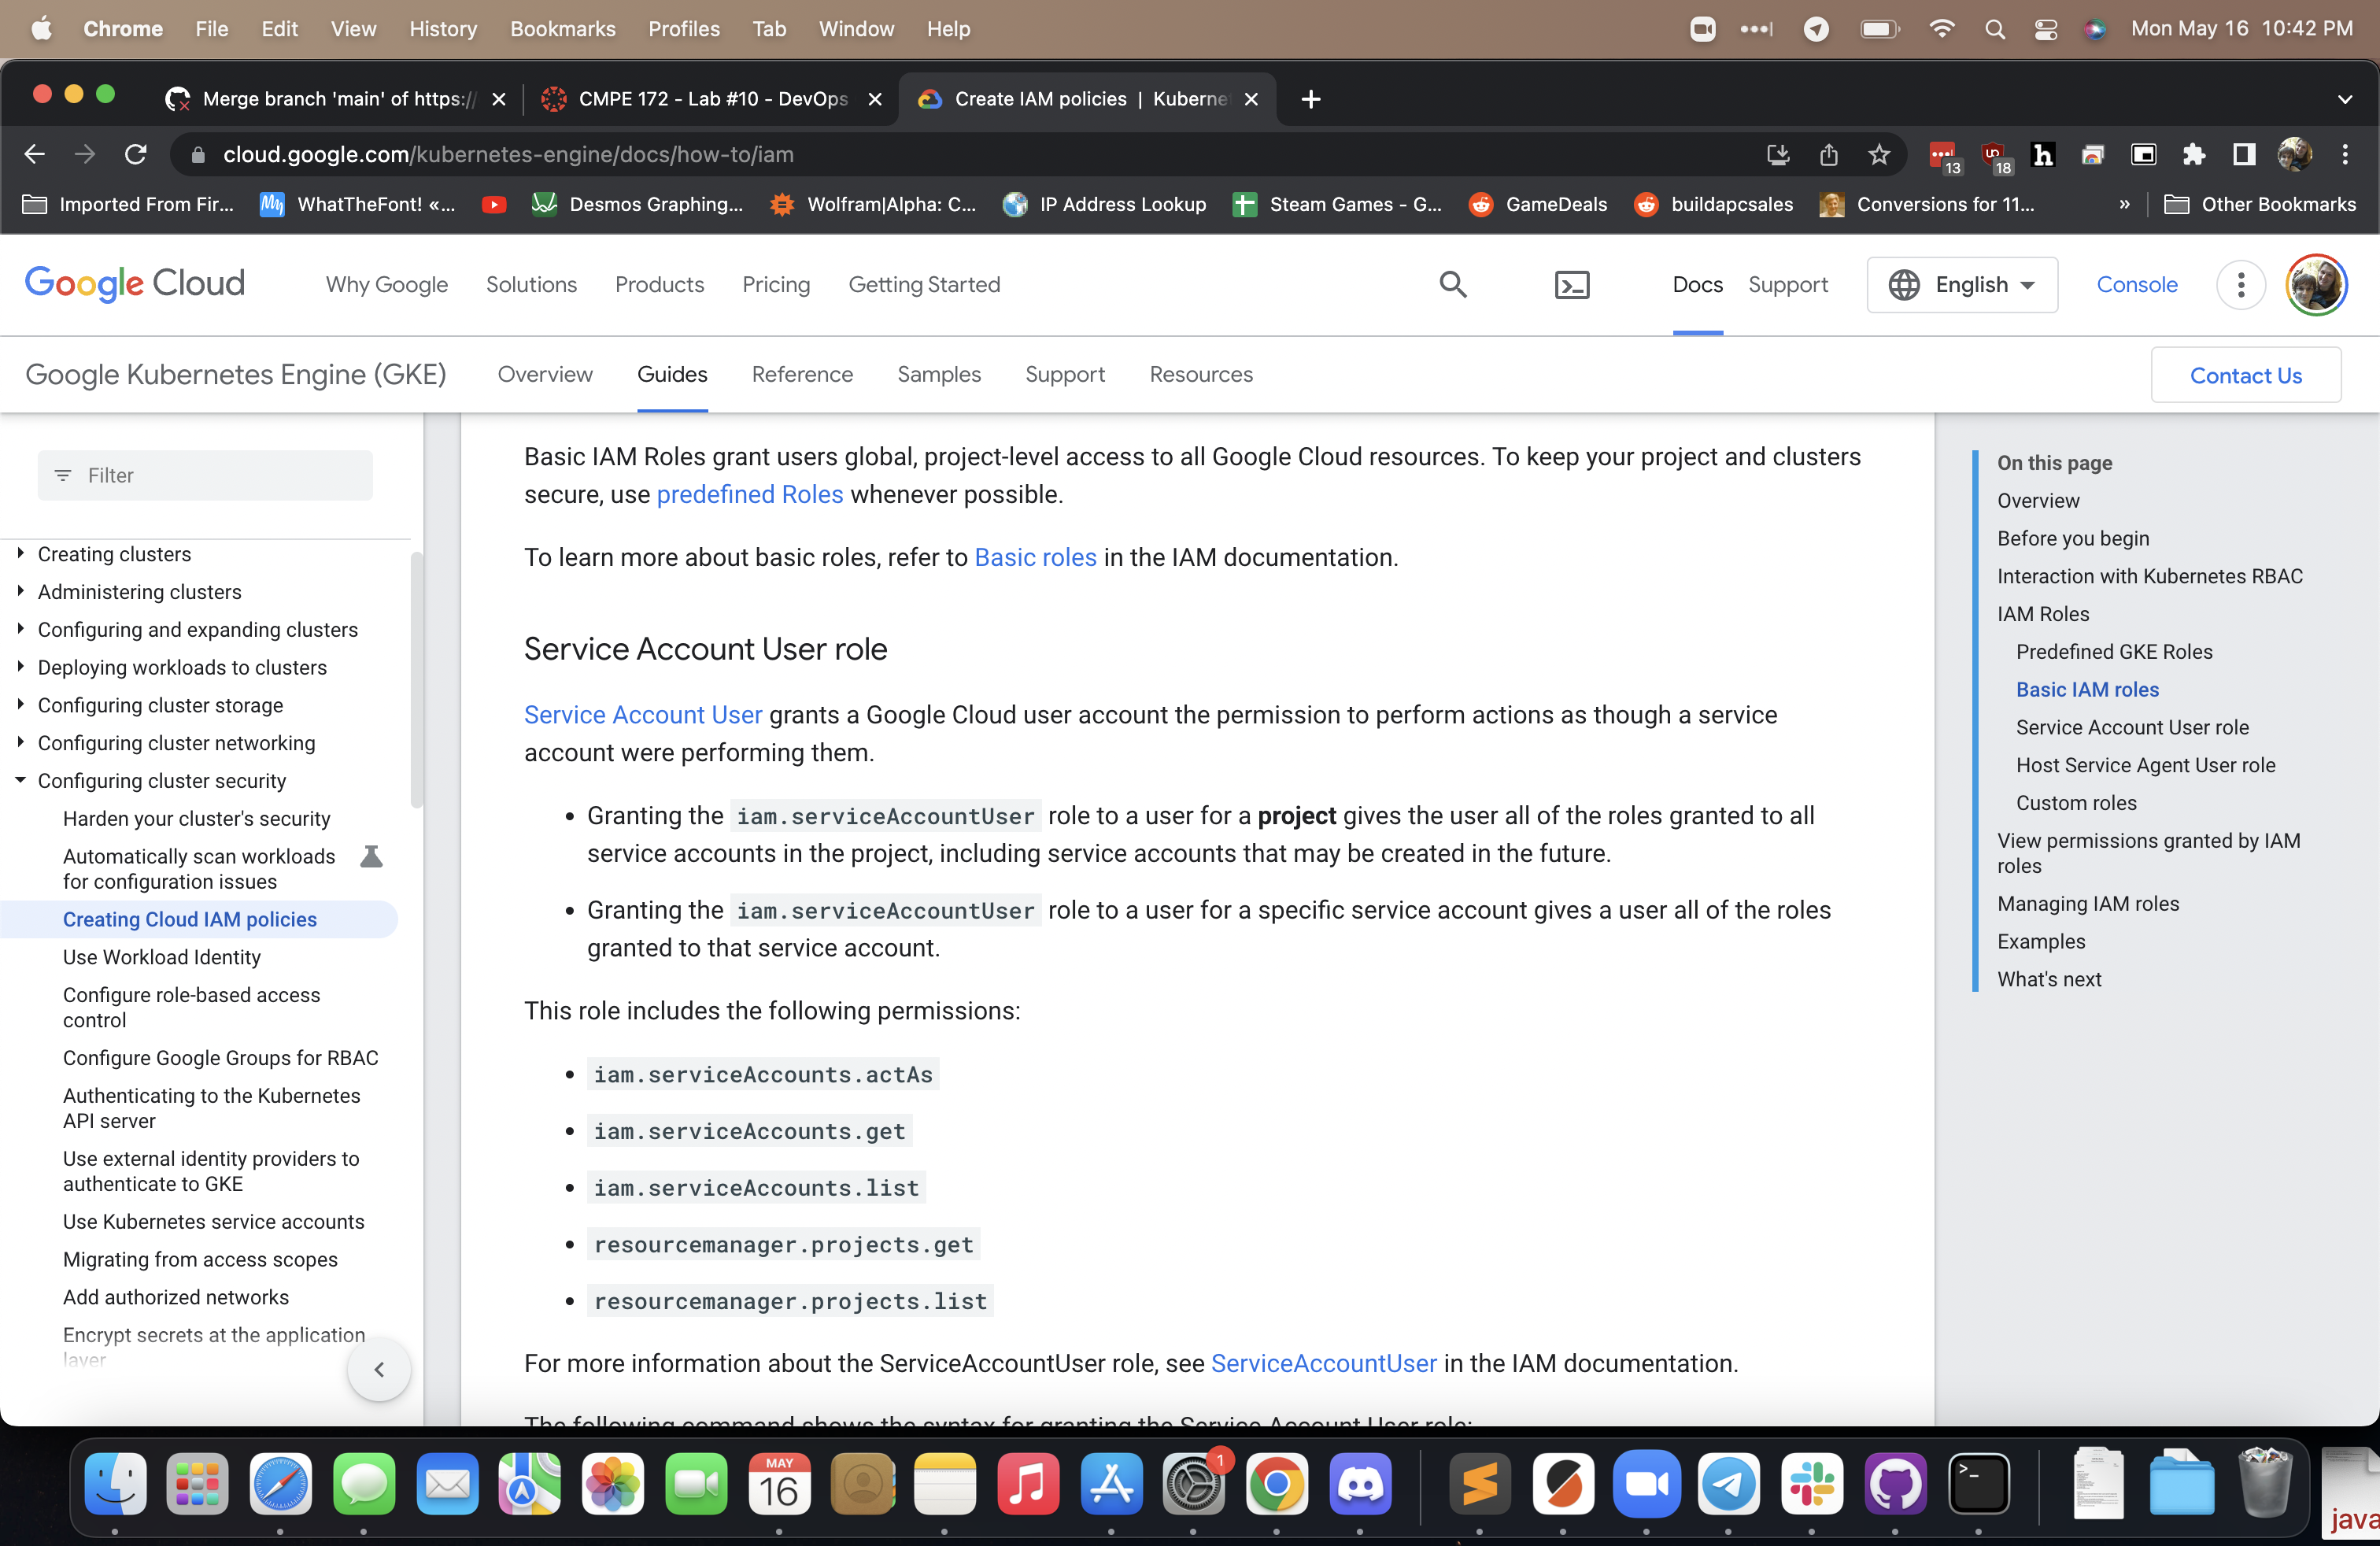 Chrome File Edit View History Bookmarks Profiles Tab Window Help Mon May 16 10:42 PM
Merge branch 'main' of https:// CMPE 172 - Lab #10 - DevOps Create IAM policies | Kuberne
cloud.google.com/kubernetes-engine/docs/how-to/iam 13 18
Imported From Fir... WhatTheFont! «... Desmos Graphing... Wolfram|Alpha: C... IP Address Lookup Steam Games - G... GameDeals buildapcsales Conversions for 11... » Other Bookmarks
Google Cloud Why Google Solutions Products Pricing Getting Started Docs Support English Console
Google Kubernetes Engine (GKE) Overview Guides Reference Samples Support Resources Contact Us
Filter
Creating clusters
Administering clusters
Configuring and expanding clusters
Deploying workloads to clusters
Configuring cluster storage
Configuring cluster networking
Configuring cluster security
Harden your cluster's security
Automatically scan workloads
for configuration issues
Creating Cloud IAM policies
Use Workload Identity
Configure role-based access
control
Configure Google Groups for RBAC
Authenticating to the Kubernetes
API server
Use external identity providers to
authenticate to GKE
Use Kubernetes service accounts
Migrating from access scopes
Add authorized networks
Encrypt secrets at the application
layer
Basic IAM Roles grant users global, project-level access to all Google Cloud resources. To keep your project and clusters
secure, use predefined Roles whenever possible.
To learn more about basic roles, refer to Basic roles in the IAM documentation.
Service Account User role
Service Account User grants a Google Cloud user account the permission to perform actions as though a service
account were performing them.
• Granting the iam.serviceAccountUser role to a user for a project gives the user all of the roles granted to all
service accounts in the project, including service accounts that may be created in the future.
• Granting the iam.serviceAccountUser role to a user for a specific service account gives a user all of the roles
granted to that service account.
This role includes the following permissions:
• iam.serviceAccounts.actAs
• iam.serviceAccounts.get
• iam.serviceAccounts.list
• resourcemanager.projects.get
• resourcemanager.projects.list
For more information about the ServiceAccountUser role, see ServiceAccountUser in the IAM documentation.
The following command shows the syntax for granting the Service Account User role:
On this page
Overview
Before you begin
Interaction with Kubernetes RBAC
IAM Roles
Predefined GKE Roles
Basic IAM roles
Service Account User role
Host Service Agent User role
Custom roles
View permissions granted by IAM
roles
Managing IAM roles
Examples
What's next
MAY
16
1
java